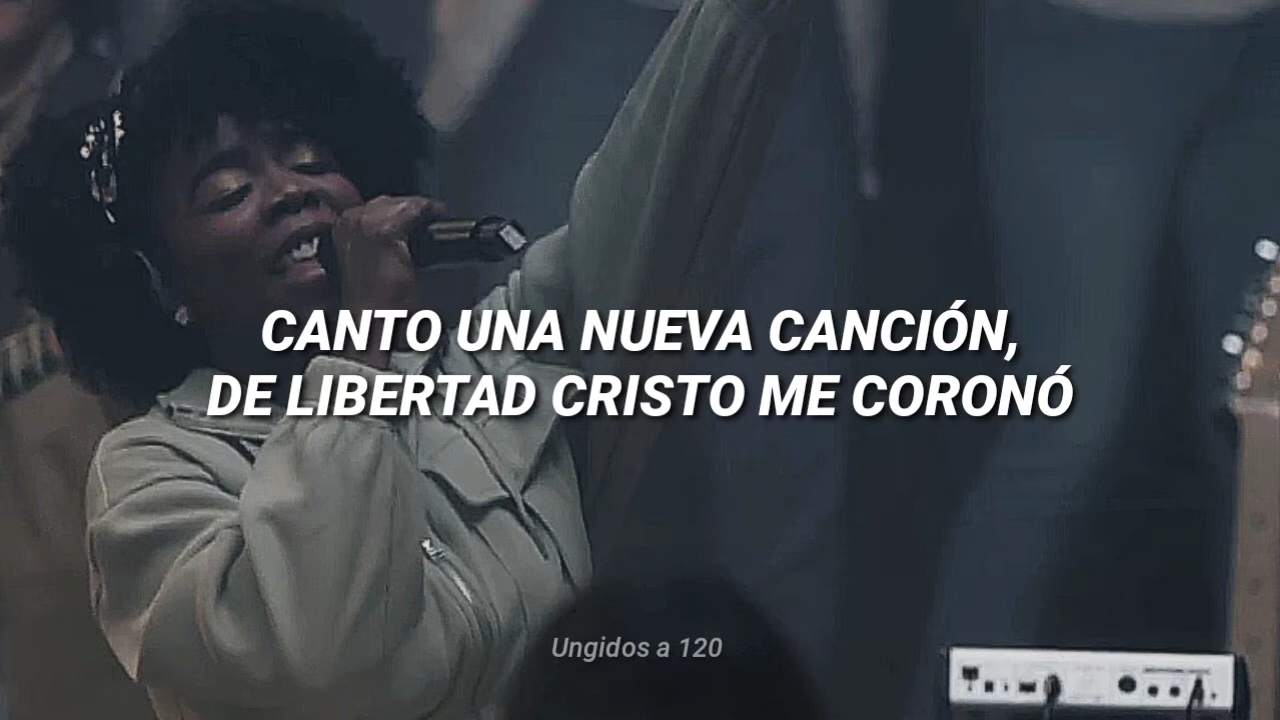 CANTO UNA NUEVA CANCIÓN,
DE LIBERTAD CRISTO ME CORONÓ
Ungidos a 120